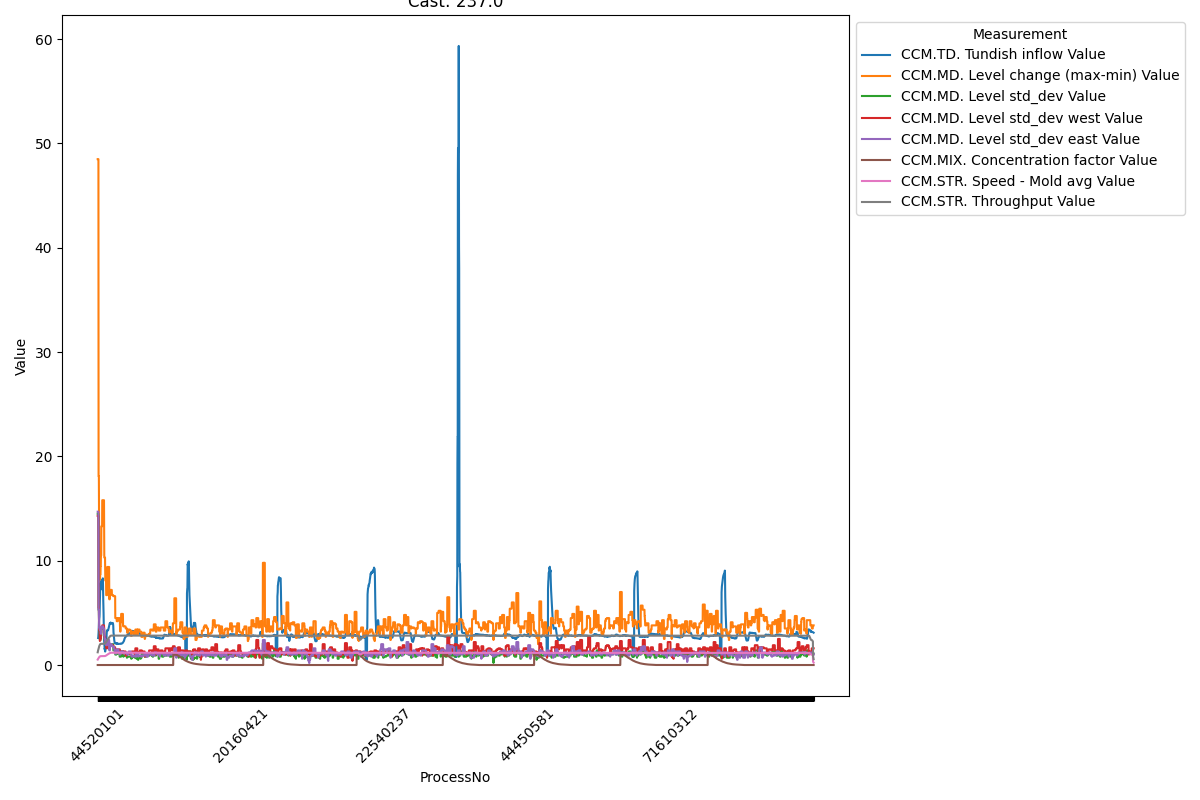 Cast: 237.0
60
50
40
30
20
10
0
Value
44520101
20160421
22540237
44450581
71610312
ProcessNo
Measurement
CCM.TD. Tundish inflow Value
CCM.MD. Level change (max-min) Value
CCM.MD. Level std_dev Value
CCM.MD. Level std_dev west Value
CCM.MD. Level std_dev east Value
CCM.MIX. Concentration factor Value
CCM.STR. Speed - Mold avg Value
CCM.STR. Throughput Value